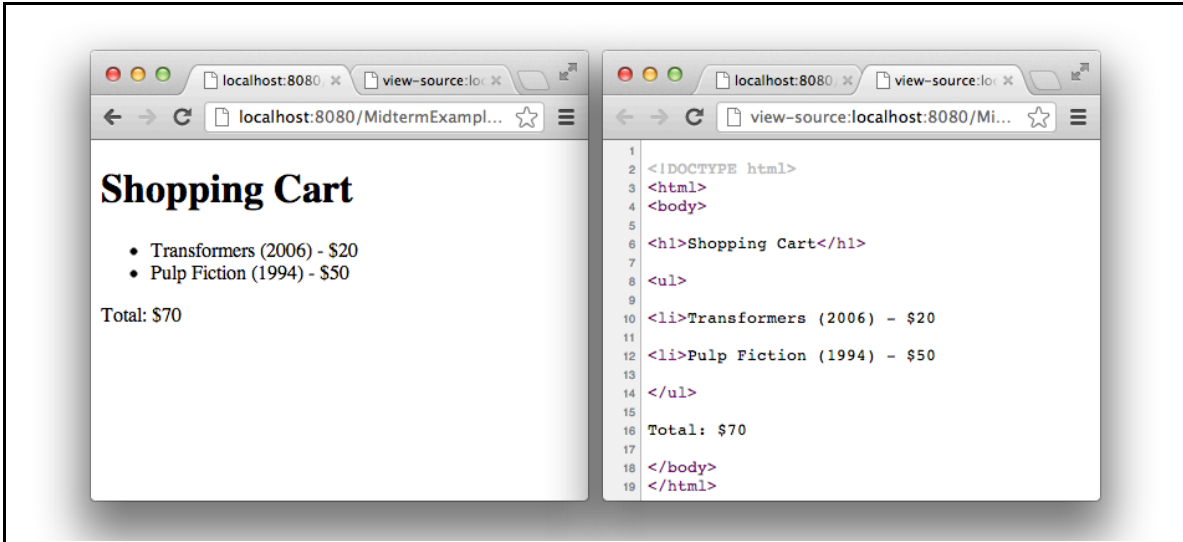 localhost:8080
view-source:loc
localhost:8080/MidtermExampl...
Shopping Cart
• Transformers (2006) - $20
• Pulp Fiction (1994) - $50
Total: $70
localhost:8080
view-source:loc
view-source:localhost:8080/Mi...
1
2 <!DOCTYPE html>
3 <html>
4 <body>
5
6 <h1>Shopping Cart</h1>
7
8 <ul>
9
10 <li>Transformers (2006) - $20
11
12 <li>Pulp Fiction (1994) - $50
13
14 </ul>
15
16 Total: $70
17
18 </body>
19 </html>